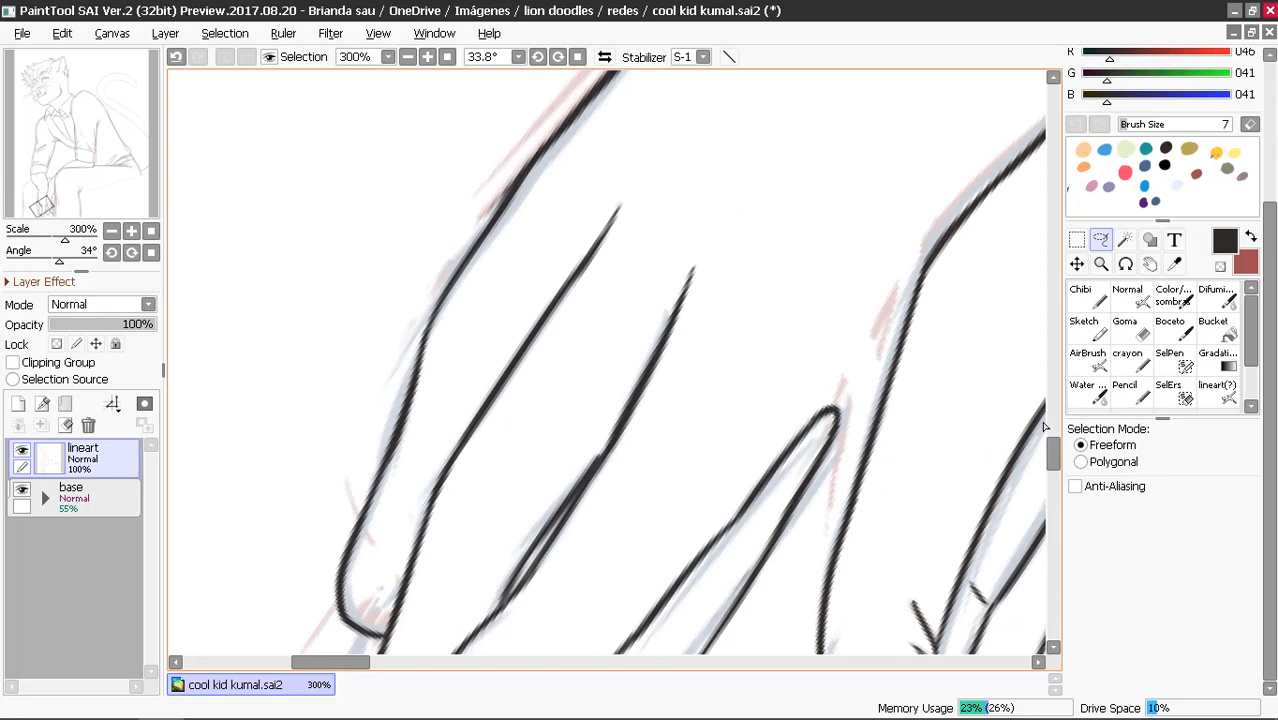 PaintTool SAI Ver.2 (32bit) Preview.2017.08.20 - Brianda sau / OneDrive / Imágenes / lion doodles / redes / cool kid kumal.sai2 (*)
File Edit Canvas Layer Selection Ruler Filter View Window Help
Selection 300% 33.8° Stabilizer S-1
Scale 300%
Angle 34°
Layer Effect
Mode Normal
Opacity 100%
Lock
Clipping Group
Selection Source
lineart
Normal
100%
base
Normal
55%
R 046
G 041
B 041
Brush Size 7
T
Chibi Normal Color/... Difumi...
sombra
Sketch Goma Boceto Bucket
AirBrush crayon SelPen Gradati...
Water ... Pencil SelErs lineart(?)
Selection Mode:
Freeform
Polygonal
Anti-Aliasing
cool kid kumal.sai2 300%
Memory Usage 23% (26%) Drive Space 10%